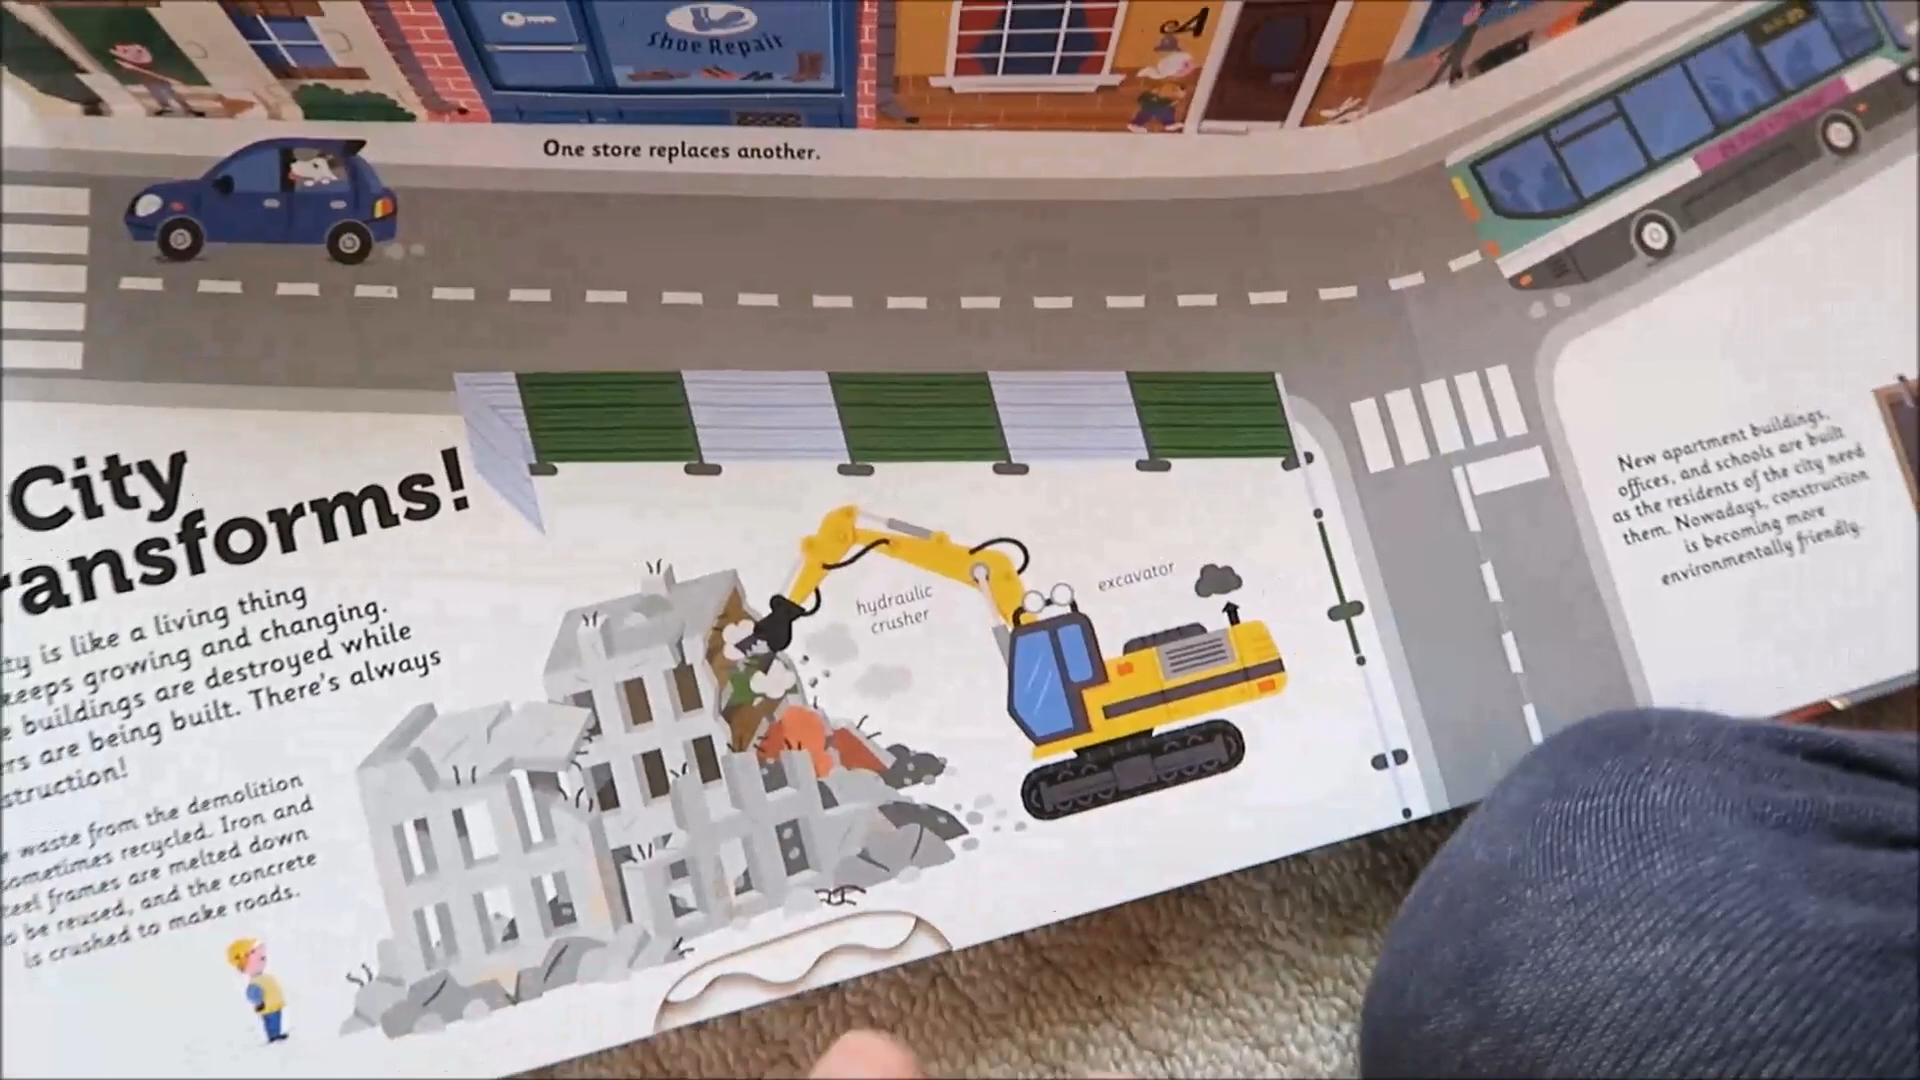 Shoe Repair
A
One store replaces another.
City
ransforms!
ty is like a living thing
keeps growing and changing.
e buildings are destroyed while
rs are being built. There's always
struction!
e waste from the demolition
sometimes recycled. Iron and
teel frames are melted down
o be reused, and the concrete
is crushed to make roads.
hydraulic
crusher
excavator
New apartment buildings,
offices, and schools are built
as the residents of the city need
them. Nowadays, construction
is becoming more
environmentally friendly.